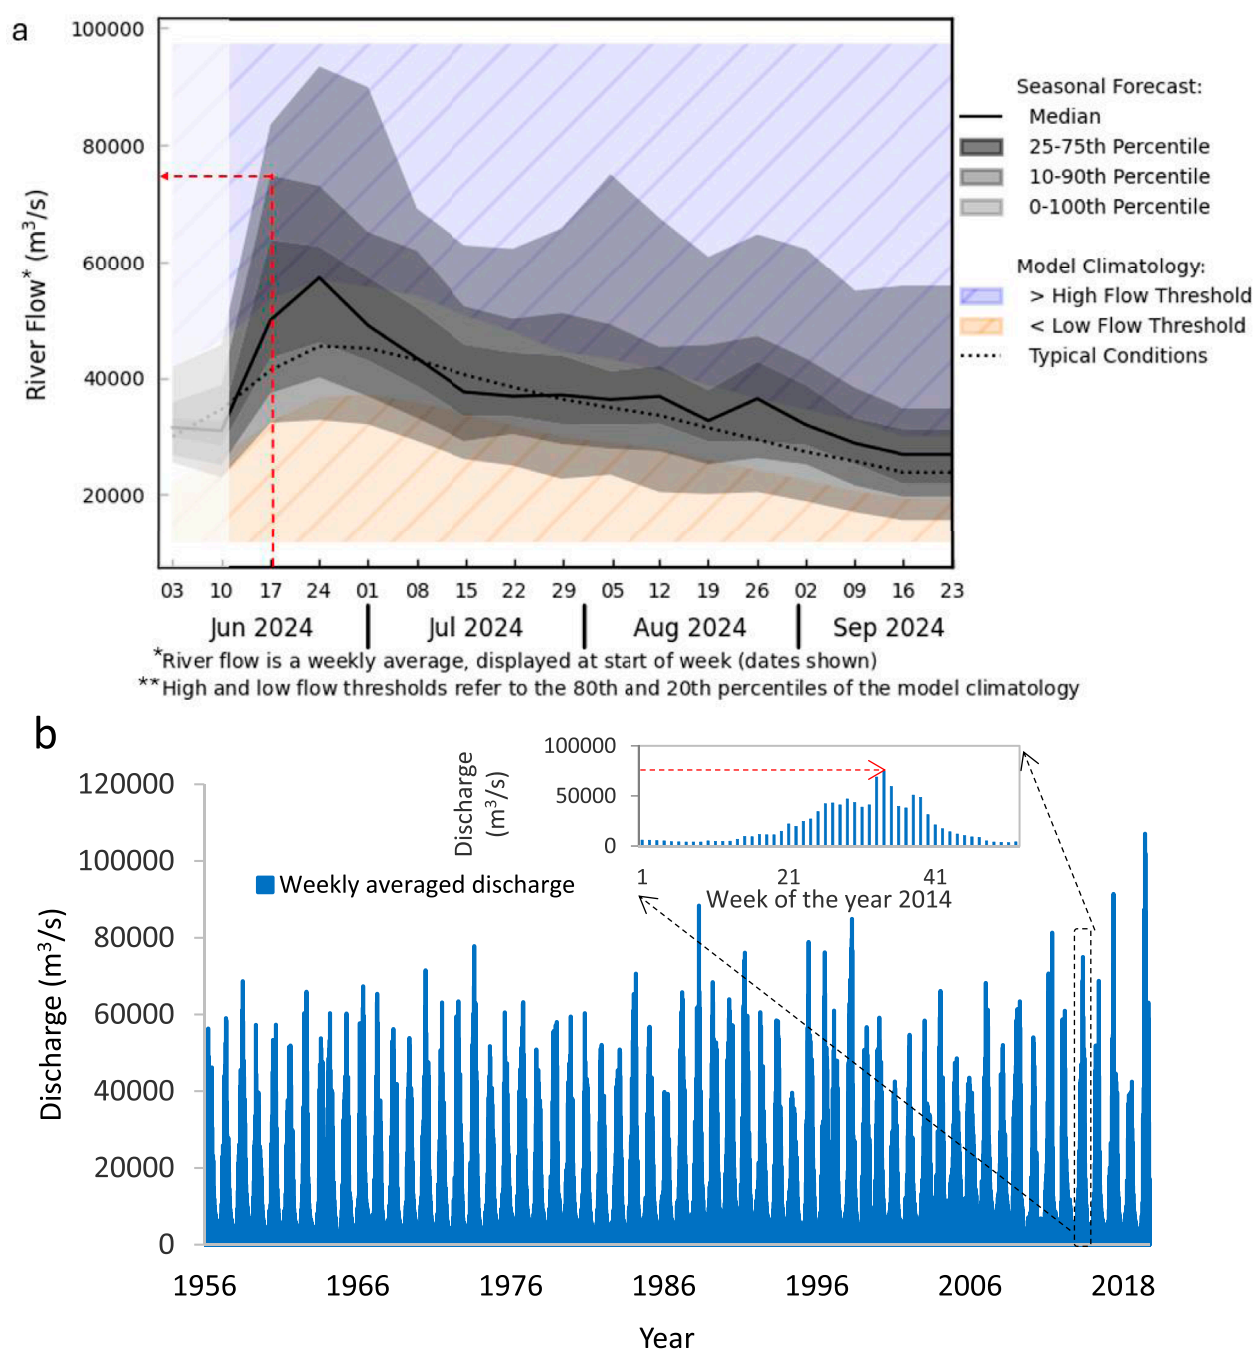 a
100000
80000
60000
40000
20000
River Flow* (m³/s)
03 10 17 24 01 08 15 22 29 05 12 19 26 02 09 16 23
Jun 2024 Jul 2024 Aug 2024 Sep 2024
Seasonal Forecast:
Median
25-75th Percentile
10-90th Percentile
0-100th Percentile
Model Climatology:
> High Flow Threshold
< Low Flow Threshold
Typical Conditions
*River flow is a weekly average, displayed at start of week (dates shown)
**High and low flow thresholds refer to the 80th and 20th percentiles of the model climatology
b
120000
100000
80000
60000
40000
20000
0
Discharge (m³/s)
Weekly averaged discharge
Discharge
(m³/s)
100000
50000
0
1 21 41
Week of the year 2014
1956 1966 1976 1986 1996 2006 2018
Year